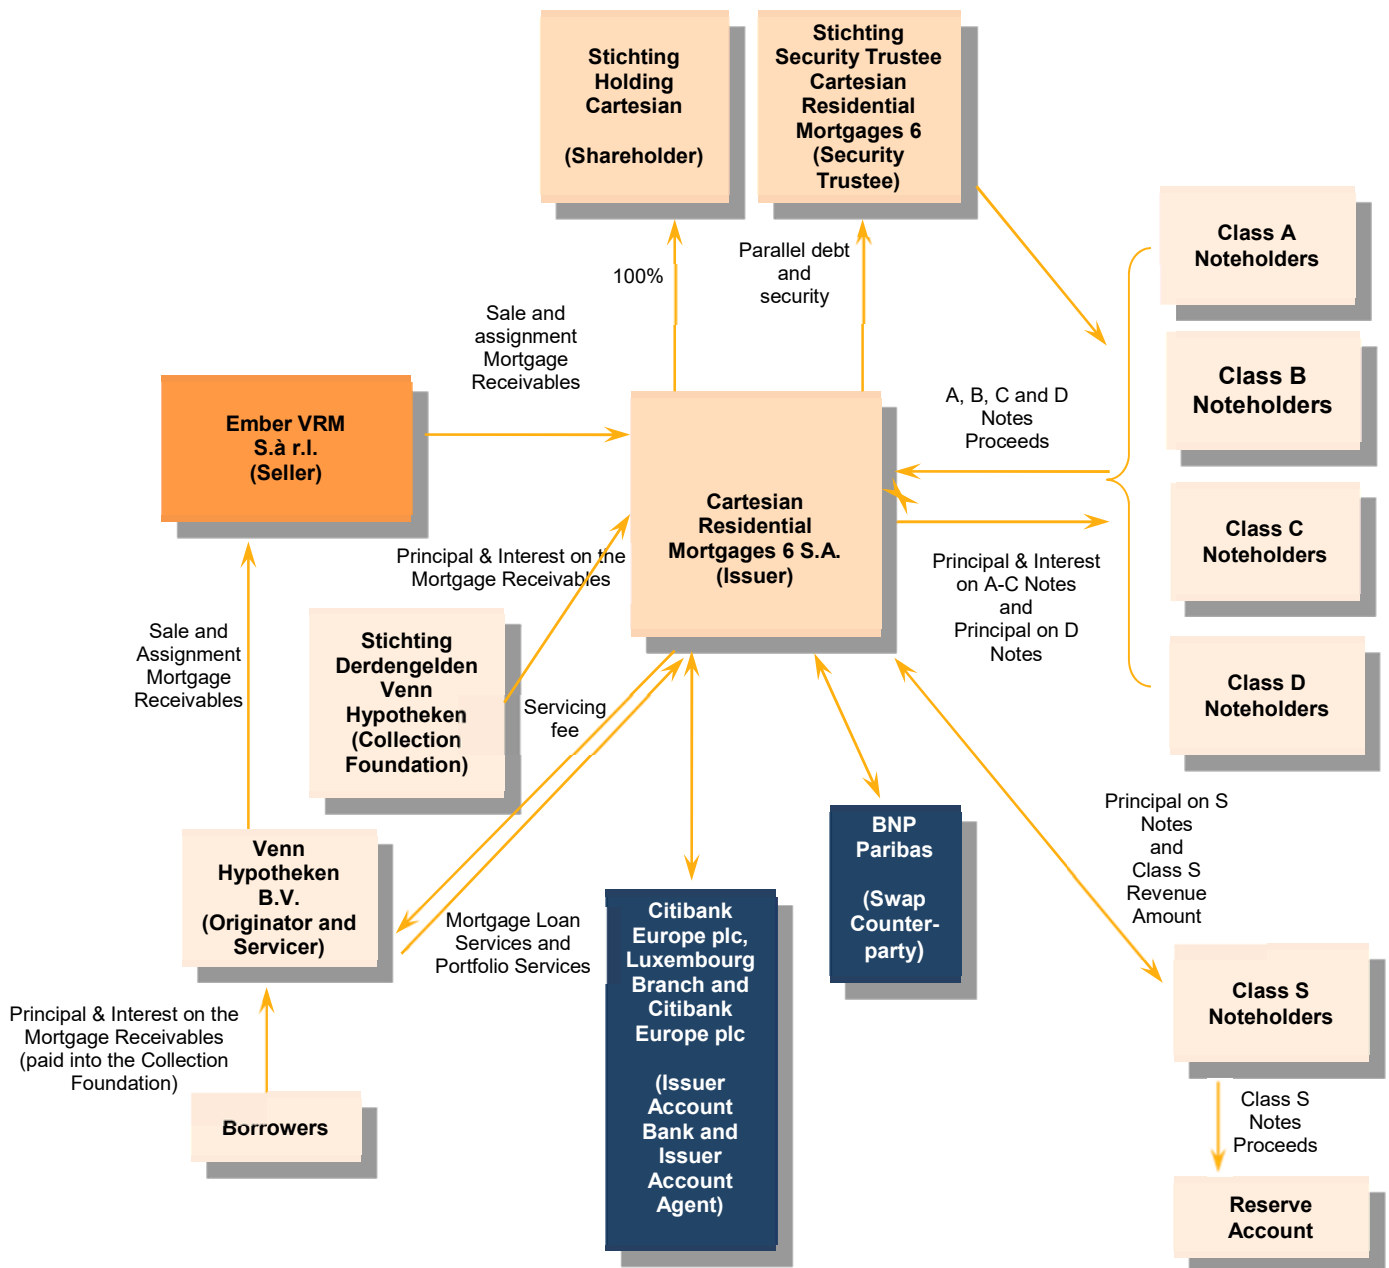 Stichting
Holding
Cartesian
(Shareholder)
Stichting
Security Trustee
Cartesian
Residential
Mortgages 6
(Security
Trustee)
Class A
Noteholders
Parallel debt
and
security
100%
Sale and
assignment
Mortgage
Receivables
Class B
Noteholders
Ember VRM
S.à r.l.
(Seller)
A, B, C and D
Notes
Proceeds
Cartesian
Residential
Mortgages 6 S.A.
(Issuer)
Class C
Noteholders
Principal & Interest on the
Mortgage Receivables
Principal & Interest
on A-C Notes
and
Principal on D
Notes
Sale and
Assignment
Mortgage
Receivables
Stichting
Derdengelden
Venn
Hypotheken
(Collection
Foundation)
Servicing
fee
Class D
Noteholders
Venn
Hypotheken
B.V.
(Originator and
Servicer)
BNP
Paribas
(Swap
Counter-
party)
Principal on S
Notes
and
Class S
Revenue
Amount
Mortgage Loan
Services and
Portfolio Services
Citibank
Europe plc,
Luxembourg
Branch and
Citibank
Europe plc
(Issuer
Account
Bank and
Issuer
Account
Agent)
Class S
Noteholders
Principal & Interest on the
Mortgage Receivables
(paid into the Collection
Foundation)
Borrowers
Class S
Notes
Proceeds
Reserve
Account